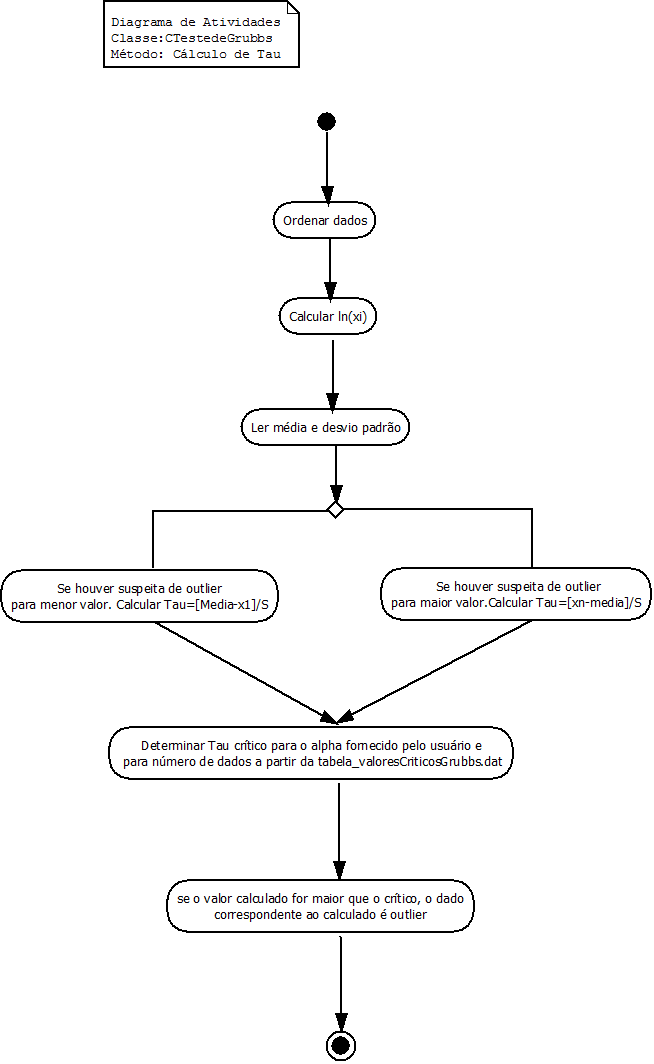 Diagrama de Atividades
Classe:CTestedeGrubbs
Método: Cálculo de Tau
Ordenar dados
Calcular ln(xi)
Ler média e desvio padrão
Se houver suspeita de outlier
para menor valor. Calcular Tau=[Media-x1]/S
Se houver suspeita de outlier
para maior valor.Calcular Tau=[xn-media]/S
Determinar Tau crítico para o alpha fornecido pelo usuário e
para número de dados a partir da tabela_valoresCriticosGrubbs.dat
se o valor calculado for maior que o crítico, o dado
correspondente ao calculado é outlier